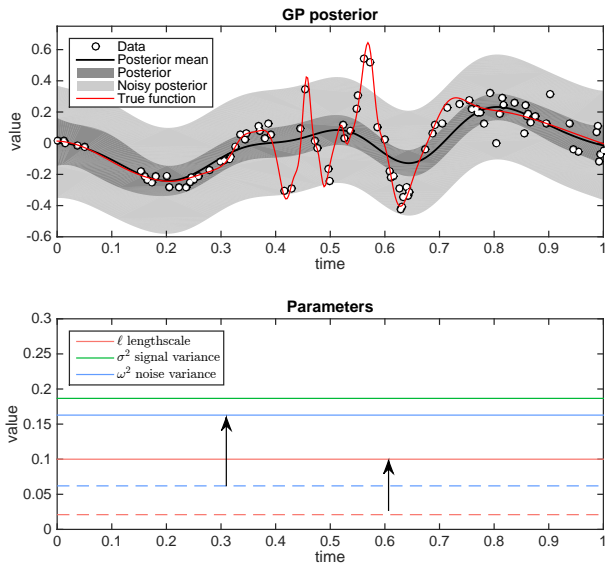 GP posterior
0.6
0.4
0.2
0
-0.2
-0.4
-0.6
value
Data
Posterior mean
Posterior
Noisy posterior
True function
0 0.1 0.2 0.3 0.4 0.5 0.6 0.7 0.8 0.9 1
time
Parameters
0.3
0.25
0.2
0.15
0.1
0.05
0
value
ℓ lengthscale
σ² signal variance
ω² noise variance
0 0.1 0.2 0.3 0.4 0.5 0.6 0.7 0.8 0.9 1
time